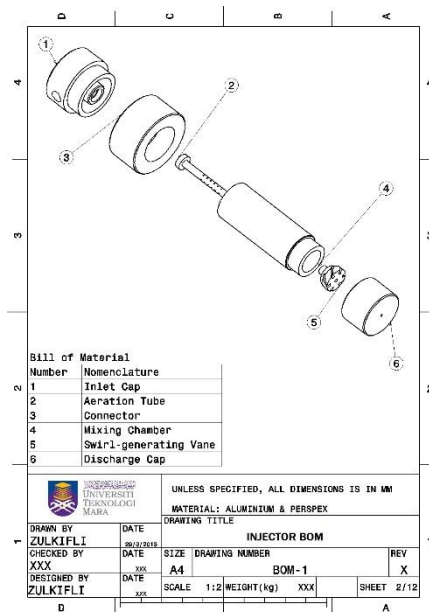 D C B A
4 4
1
2
3
4
3 3
5
6
Bill of Material
Number Nomenclature
1 Inlet Cap
2 Aeration Tube
3 Connector
4 Mixing Chamber
5 Swirl-generating Vane
6 Discharge Cap
2 2
UNIVERSITI
TEKNOLOGI
MARA
UNLESS SPECIFIED, ALL DIMENSIONS IS IN MM
MATERIAL: ALUMINIUM & PERSPEX
DRAWN BY DATE DRAWING TITLE
ZULKIFLI INJECTOR BOM
1 1
CHECKED BY DATE SIZE DRAWING NUMBER REV
XXX XXX A4 BOM-1 X
DESIGNED BY DATE
ZULKIFLI XXX SCALE 1:2 WEIGHT(kg) XXX SHEET 2/12
D A